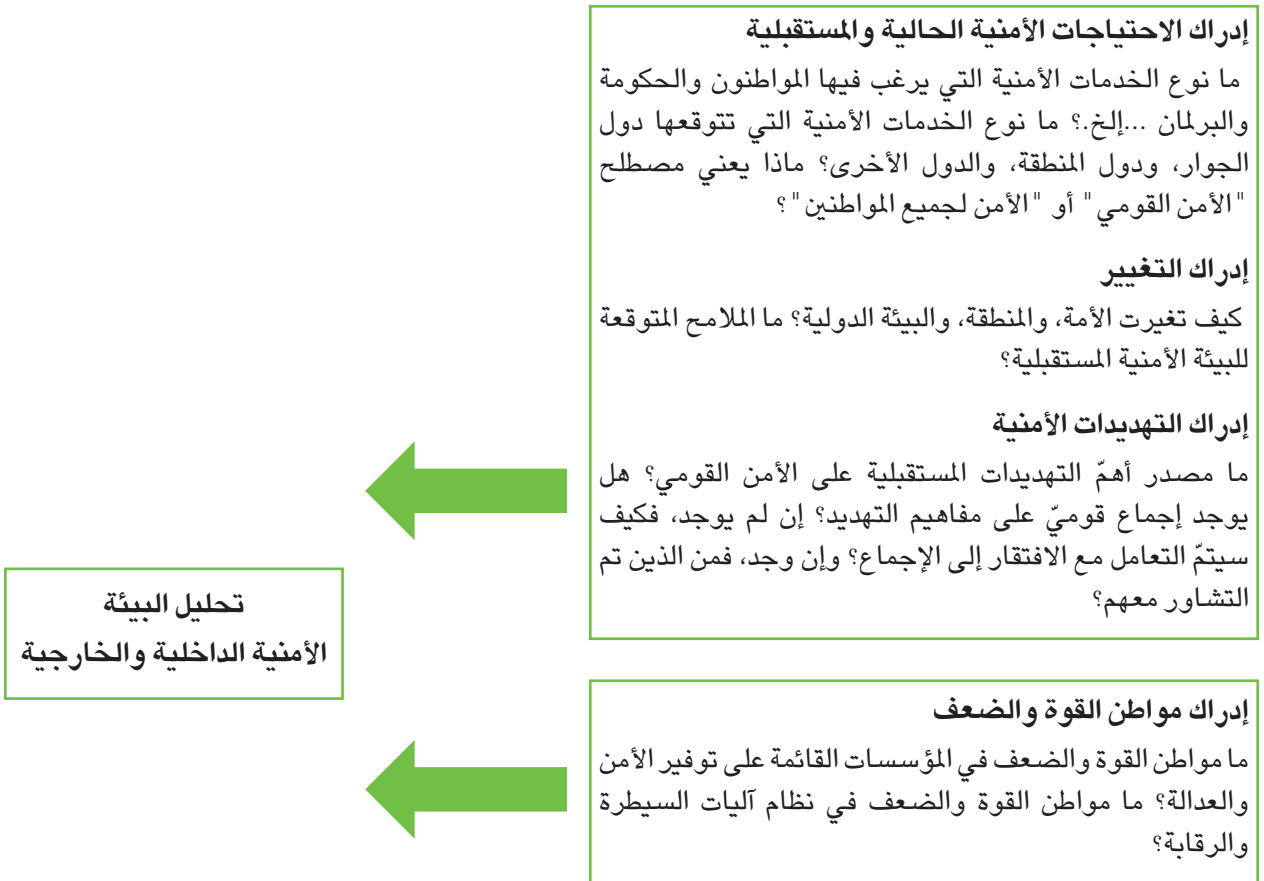 إدراك الاحتياجات الأمنية الحالية والمستقبلية
ما نوع الخدمات الأمنية التي يرغب فيها المواطنون والحكومة
والبرلمان ...إلخ.؟ ما نوع الخدمات الأمنية التي تتوقعها دول
الجوار، ودول المنطقة، والدول الأخرى؟ ماذا يعني مصطلح
"الأمن القومي" أو "الأمن لجميع المواطنين"؟
إدراك التغيير
كيف تغيرت الأمة، والمنطقة، والبيئة الدولية؟ ما الملامح المتوقعة
للبيئة الأمنية المستقبلية؟
إدراك التهديدات الأمنية
ما مصدر أهمّ التهديدات المستقبلية على الأمن القومي؟ هل
يوجد إجماع قوميّ على مفاهيم التهديد؟ إن لم يوجد، فكيف
سيتمّ التعامل مع الافتقار إلى الإجماع؟ وإن وجد، فمن الذين تم
التشاور معهم؟
إدراك مواطن القوة والضعف
ما مواطن القوة والضعف في المؤسسات القائمة على توفير الأمن
والعدالة؟ ما مواطن القوة والضعف في نظام آليات السيطرة
والرقابة؟
تحليل البيئة
الأمنية الداخلية والخارجية